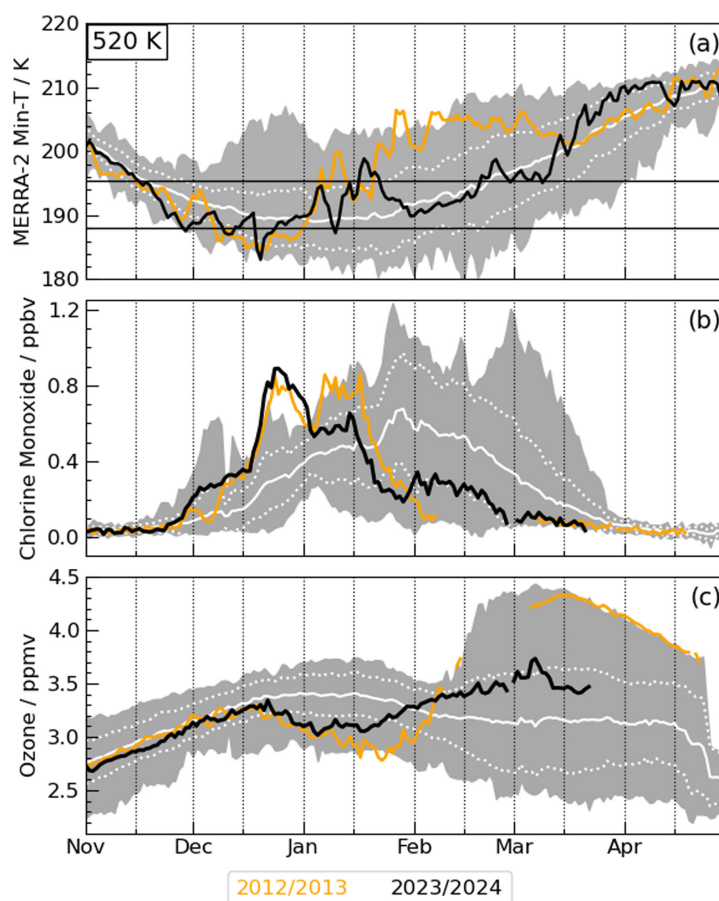 520 K
(a)
MERRA-2 Min-T / K
220
210
200
190
180
(b)
Chlorine Monoxide / ppbv
1.2
0.8
0.4
0.0
(c)
Ozone / ppmv
4.5
4.0
3.5
3.0
2.5
Nov Dec Jan Feb Mar Apr
2012/2013 2023/2024